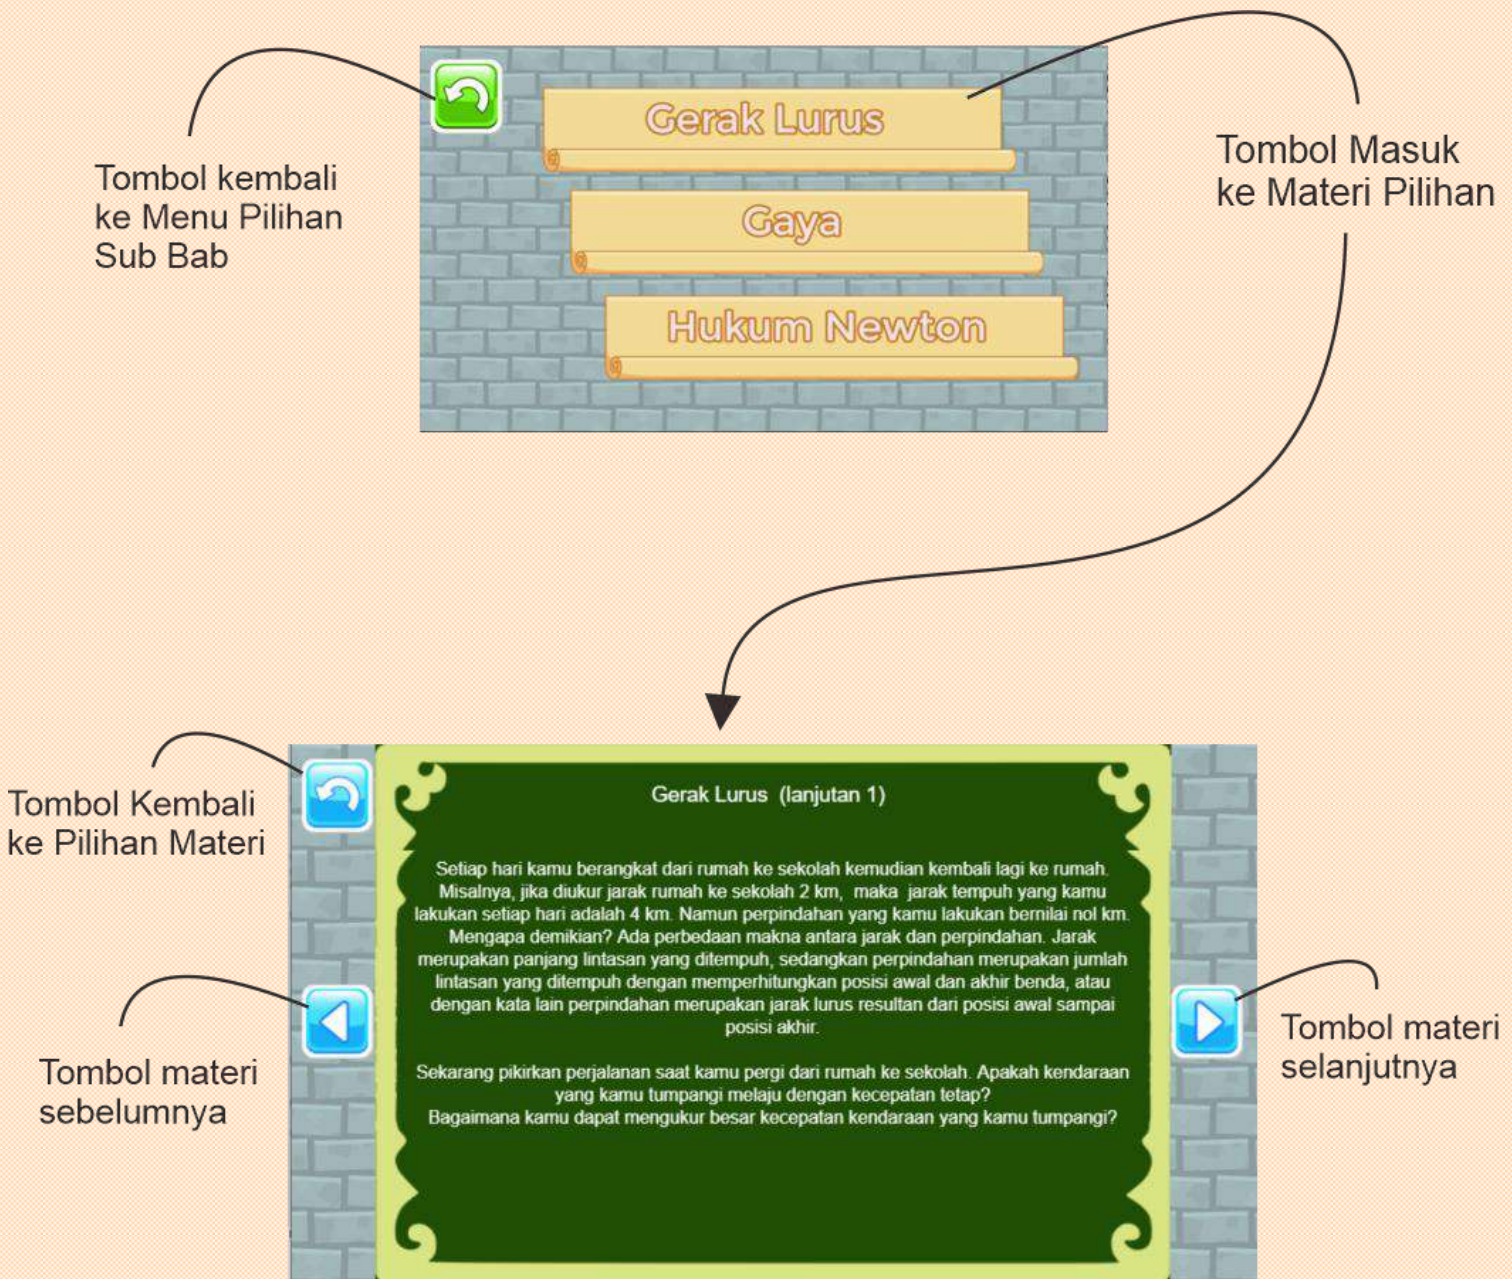 Tombol kembali
ke Menu Pilihan
Sub Bab
Gerak Lurus
Gaya
Hukum Newton
Tombol Masuk
ke Materi Pilihan
Tombol Kembali
ke Pilihan Materi
Tombol materi
sebelumnya
Gerak Lurus (lanjutan 1)
Setiap hari kamu berangkat dari rumah ke sekolah kemudian kembali lagi ke rumah.
Misalnya, jika diukur jarak rumah ke sekolah 2 km, maka jarak tempuh yang kamu
lakukan setiap hari adalah 4 km. Namun perpindahan yang kamu lakukan bernilai nol km.
Mengapa demikian? Ada perbedaan makna antara jarak dan perpindahan. Jarak
merupakan panjang lintasan yang ditempuh, sedangkan perpindahan merupakan jumlah
lintasan yang ditempuh dengan memperhitungkan posisi awal dan akhir benda, atau
dengan kata lain perpindahan merupakan jarak lurus resultan dari posisi awal sampai
posisi akhir.
Sekarang pikirkan perjalanan saat kamu pergi dari rumah ke sekolah. Apakah kendaraan
yang kamu tumpangi melaju dengan kecepatan tetap?
Bagaimana kamu dapat mengukur besar kecepatan kendaraan yang kamu tumpangi?
Tombol materi
selanjutnya